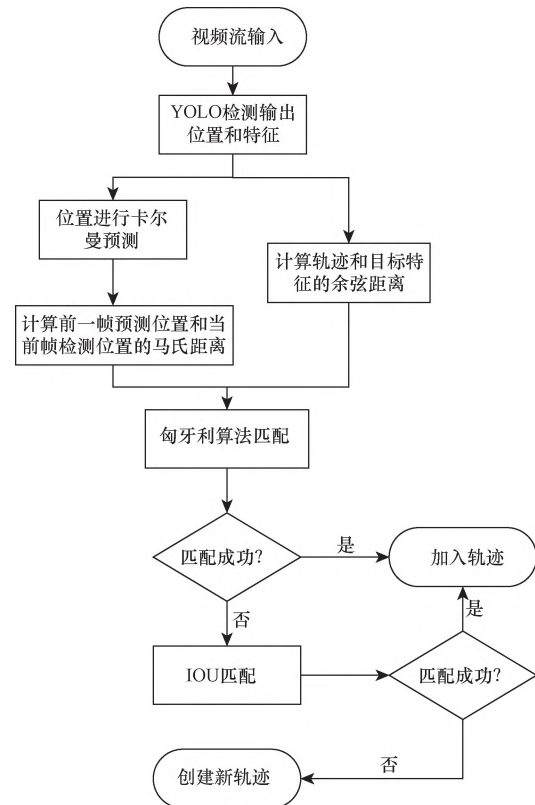 视频流输入
YOLO检测输出
位置和特征
位置进行卡尔
曼预测
计算轨迹和目标特
征的余弦距离
计算前一帧预测位置和当
前帧检测位置的马氏距离
匈牙利算法匹配
匹配成功?
是
加入轨迹
否
是
IOU匹配
匹配成功?
否
创建新轨迹